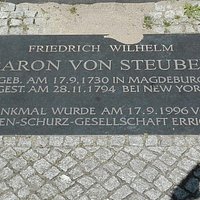 FRIEDRICH WILHELM
ARON VON STEUBE
GEB. AM 17.9.1730 IN MAGDEBURG
GEST. AM 28.11.1794 BEI NEW YOR
NKMAL WURDE AM 17.9.1996 V
EN-SCHURZ-GESELLSCHAFT ERRIC